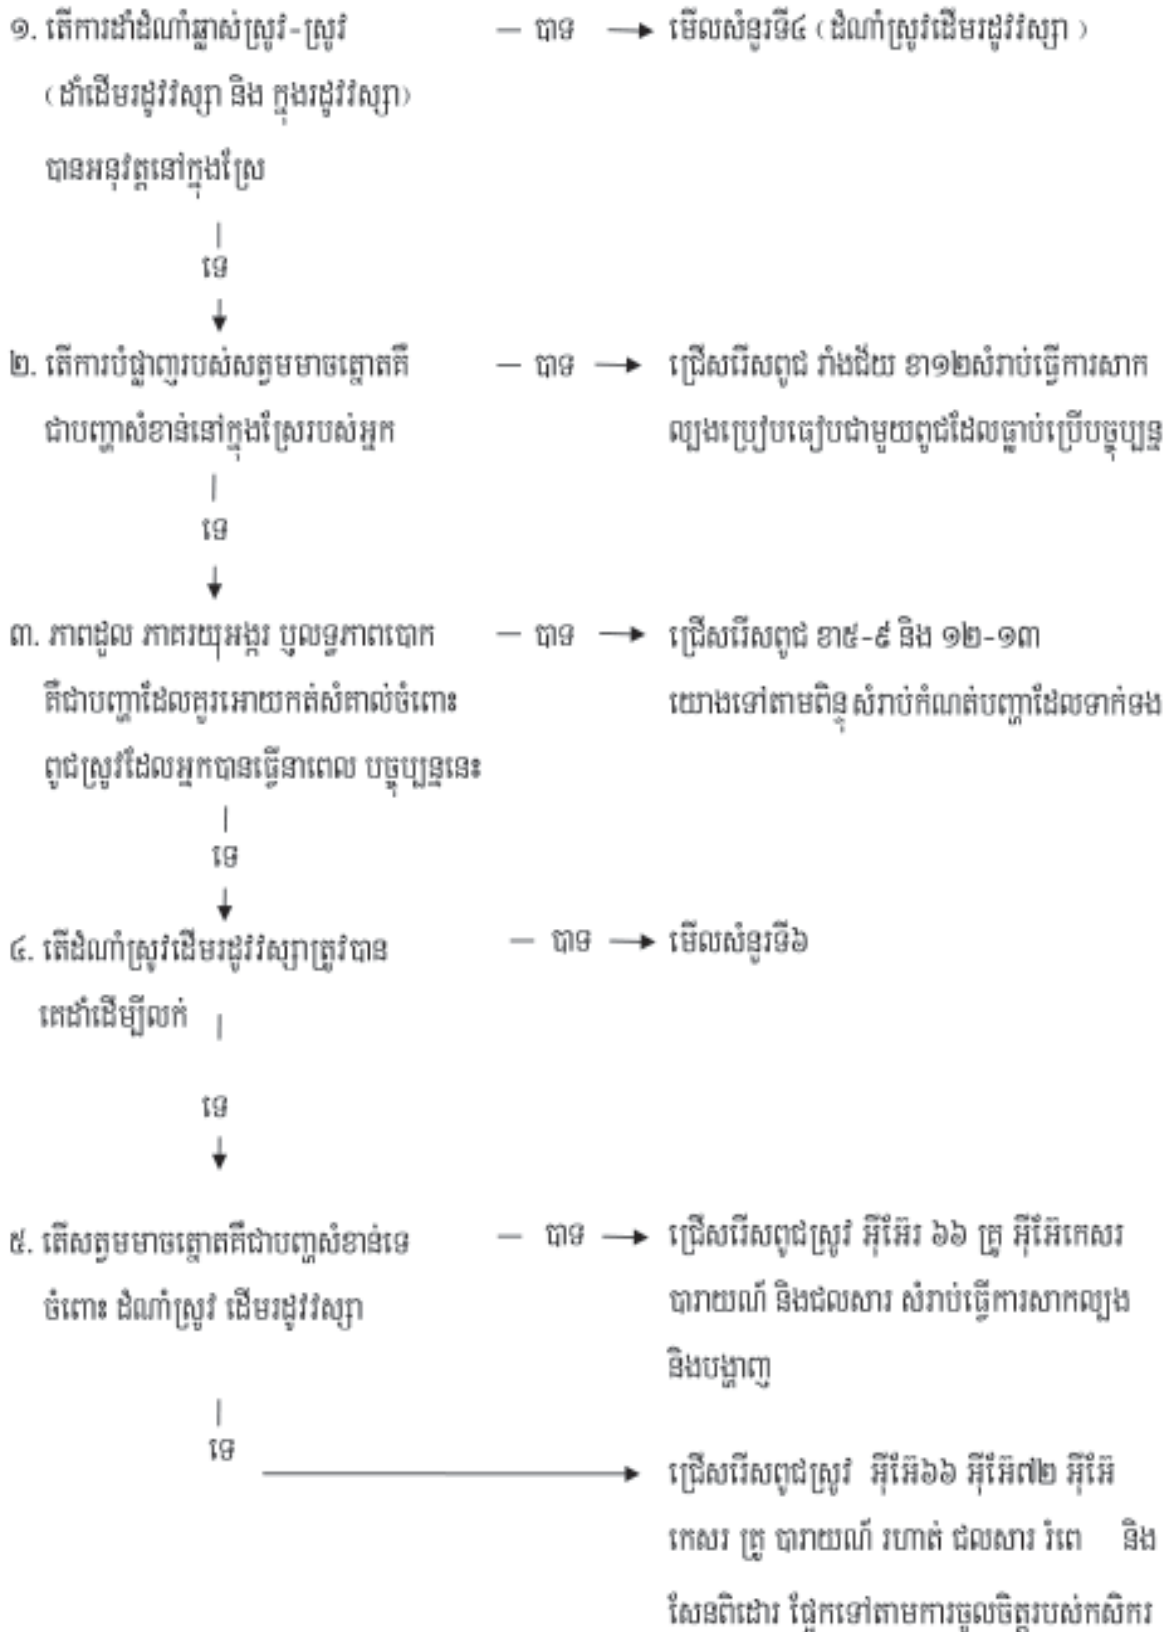 ១. តើការដាំដំណាំឆ្លាស់ស្រូវ-ស្រូវ — បាទ → មើលសំនួរទី៤ (ដំណាំស្រូវដើមរដូវវស្សា )
(ដាំដើមរដូវវស្សា និង ក្នុងរដូវវស្សា)
បានអនុវត្តនៅក្នុងស្រែ
ទេ
២. តើការបំផ្លាញរបស់សត្វមមាចត្នោតគឺ — បាទ → ជ្រើសរើសពូជ រាំងជ័យ ខា១២សំរាប់ធ្វើការសាក
ជាបញ្ហាសំខាន់នៅក្នុងស្រែរបស់អ្នក ល្បងប្រៀបធៀបជាមួយពូជដែលធ្លាប់ប្រើបច្ចុប្បន្ន
ទេ
៣. ភាពដួល ភាគរយអង្ករ ឬលទ្ធភាពបោក — បាទ → ជ្រើសរើសពូជ ខា៥-៩ និង ១២-១៣
គឺជាបញ្ហាដែលគួរអោយកត់សំគាល់ចំពោះ យោងទៅតាមពិន្ទុសំរាប់កំណត់បញ្ហាដែលទាក់ទង
ពូជស្រូវដែលអ្នកបានធ្វើនាពេល បច្ចុប្បន្ននេះ
ទេ
៤. តើដំណាំស្រូវដើមរដូវវស្សាត្រូវបាន — បាទ → មើលសំនួរទី៦
គេដាំដើម្បីលក់
ទេ
៥. តើសត្វមមាចត្នោតគឺជាបញ្ហាសំខាន់ទេ — បាទ → ជ្រើសរើសពូជស្រូវ អ៊ីអ៊ែរ ៦៦ គ្រូ អ៊ីអ៊ែកេសរ
ចំពោះ ដំណាំស្រូវ ដើមរដូវវស្សា បារាយណ៍ និងជលសារ សំរាប់ធ្វើការសាកល្បង
និងបង្ហាញ
ទេ → ជ្រើសរើសពូជស្រូវ អ៊ីអ៊ែ៦៦ អ៊ីអ៊ែ៧២ អ៊ីអ៊ែ
កេសរ គ្រូ បារាយណ៍ រហាត់ ជលសារ រំពេ និង
សែនពិដោរ ផ្អែកទៅតាមការចូលចិត្តរបស់កសិករ